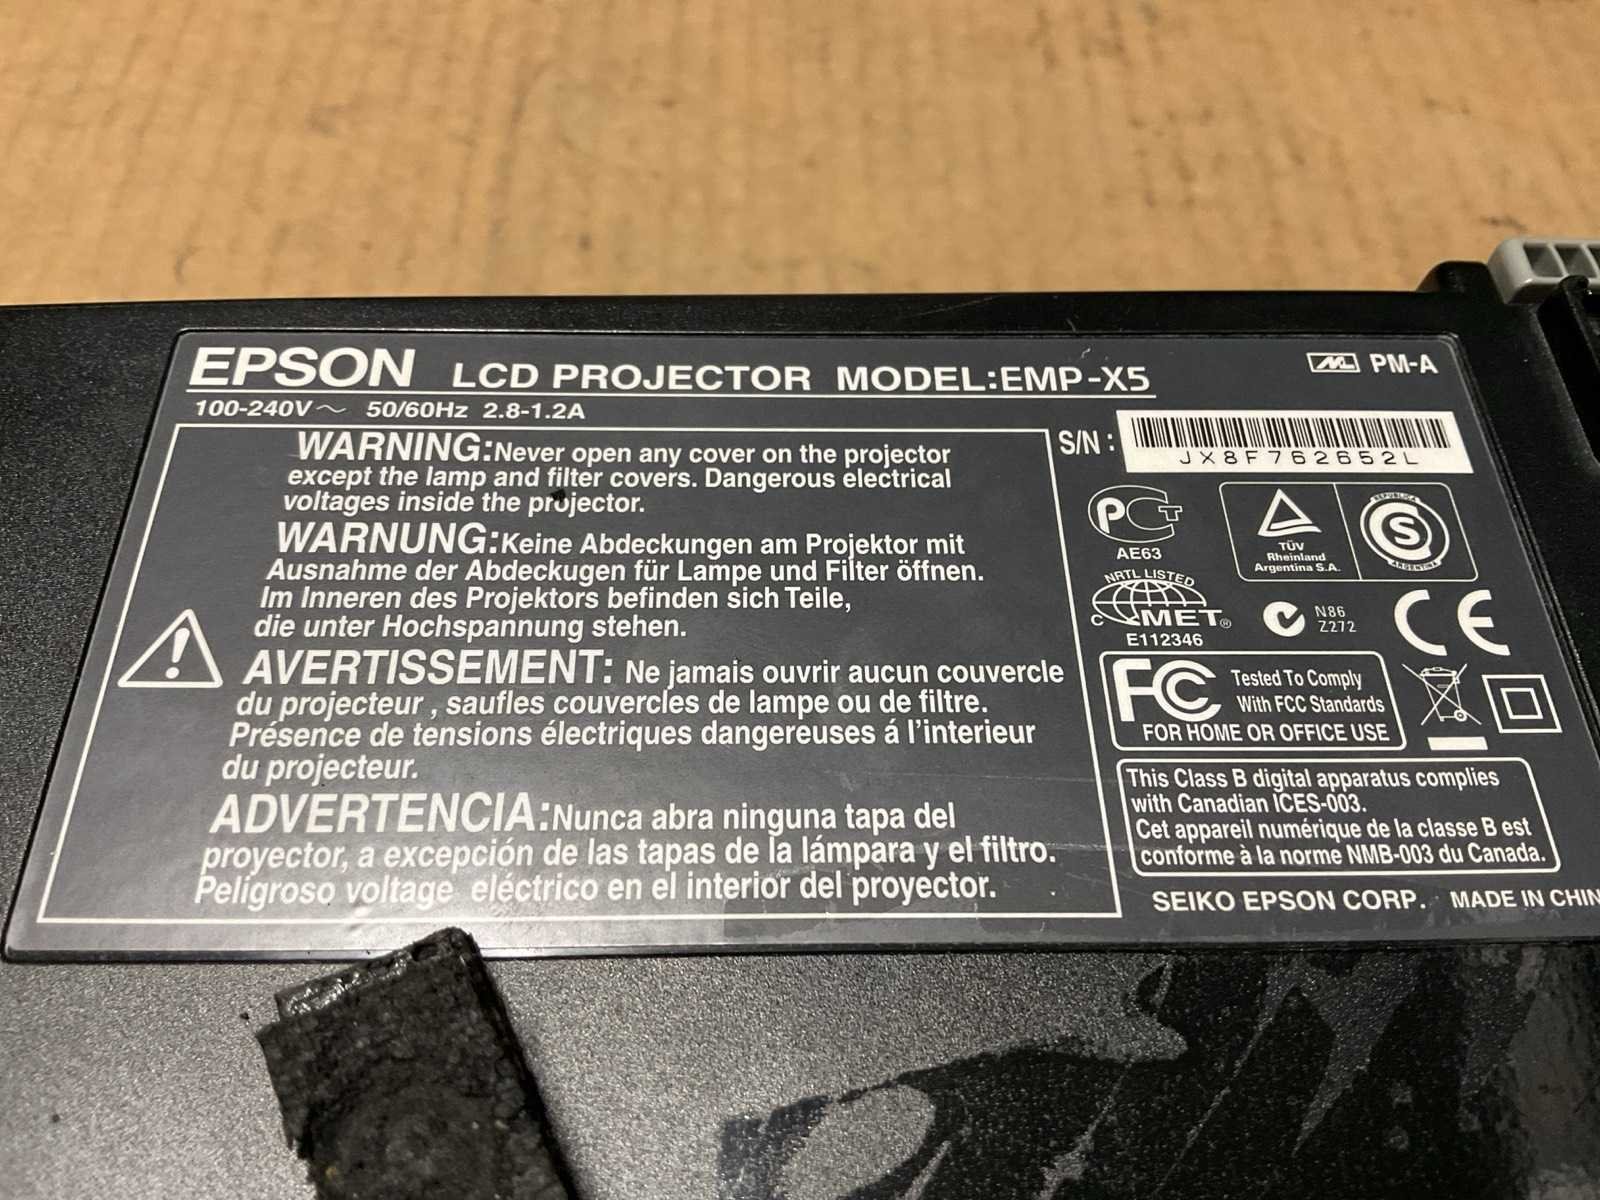 EPSON LCD PROJECTOR MODEL:EMP-X5
PM-A
100-240V～ 50/60Hz 2.8-1.2A
WARNING:Never open any cover on the projector
except the lamp and filter covers. Dangerous electrical
voltages inside the projector.
WARNUNG:Keine Abdeckungen am Projektor mit
Ausnahme der Abdeckugen für Lampe und Filter öffnen.
Im Inneren des Projektors befinden sich Teile,
die unter Hochspannung stehen.
AVERTISSEMENT: Ne jamais ouvrir aucun couvercle
du projecteur , saufles couvercles de lampe ou de filtre.
Présence de tensions électriques dangereuses á l'interieur
du projecteur.
ADVERTENCIA:Nunca abra ninguna tapa del
proyector, a excepción de las tapas de la lámpara y el filtro.
Peligroso voltage eléctrico en el interior del proyector.
S/N :
JX8F762652L
PCT
AE63
TÜV
Rheinland
Argentina S.A.
REPUBLICA
S
ARGENTINA
NRTL LISTED
C MET®
E112346
N86
Z272
CE
FC Tested To Comply
With FCC Standards
FOR HOME OR OFFICE USE
This Class B digital apparatus complies
with Canadian ICES-003.
Cet appareil numérique de la classe B est
conforme à la norme NMB-003 du Canada.
SEIKO EPSON CORP. MADE IN CHIN